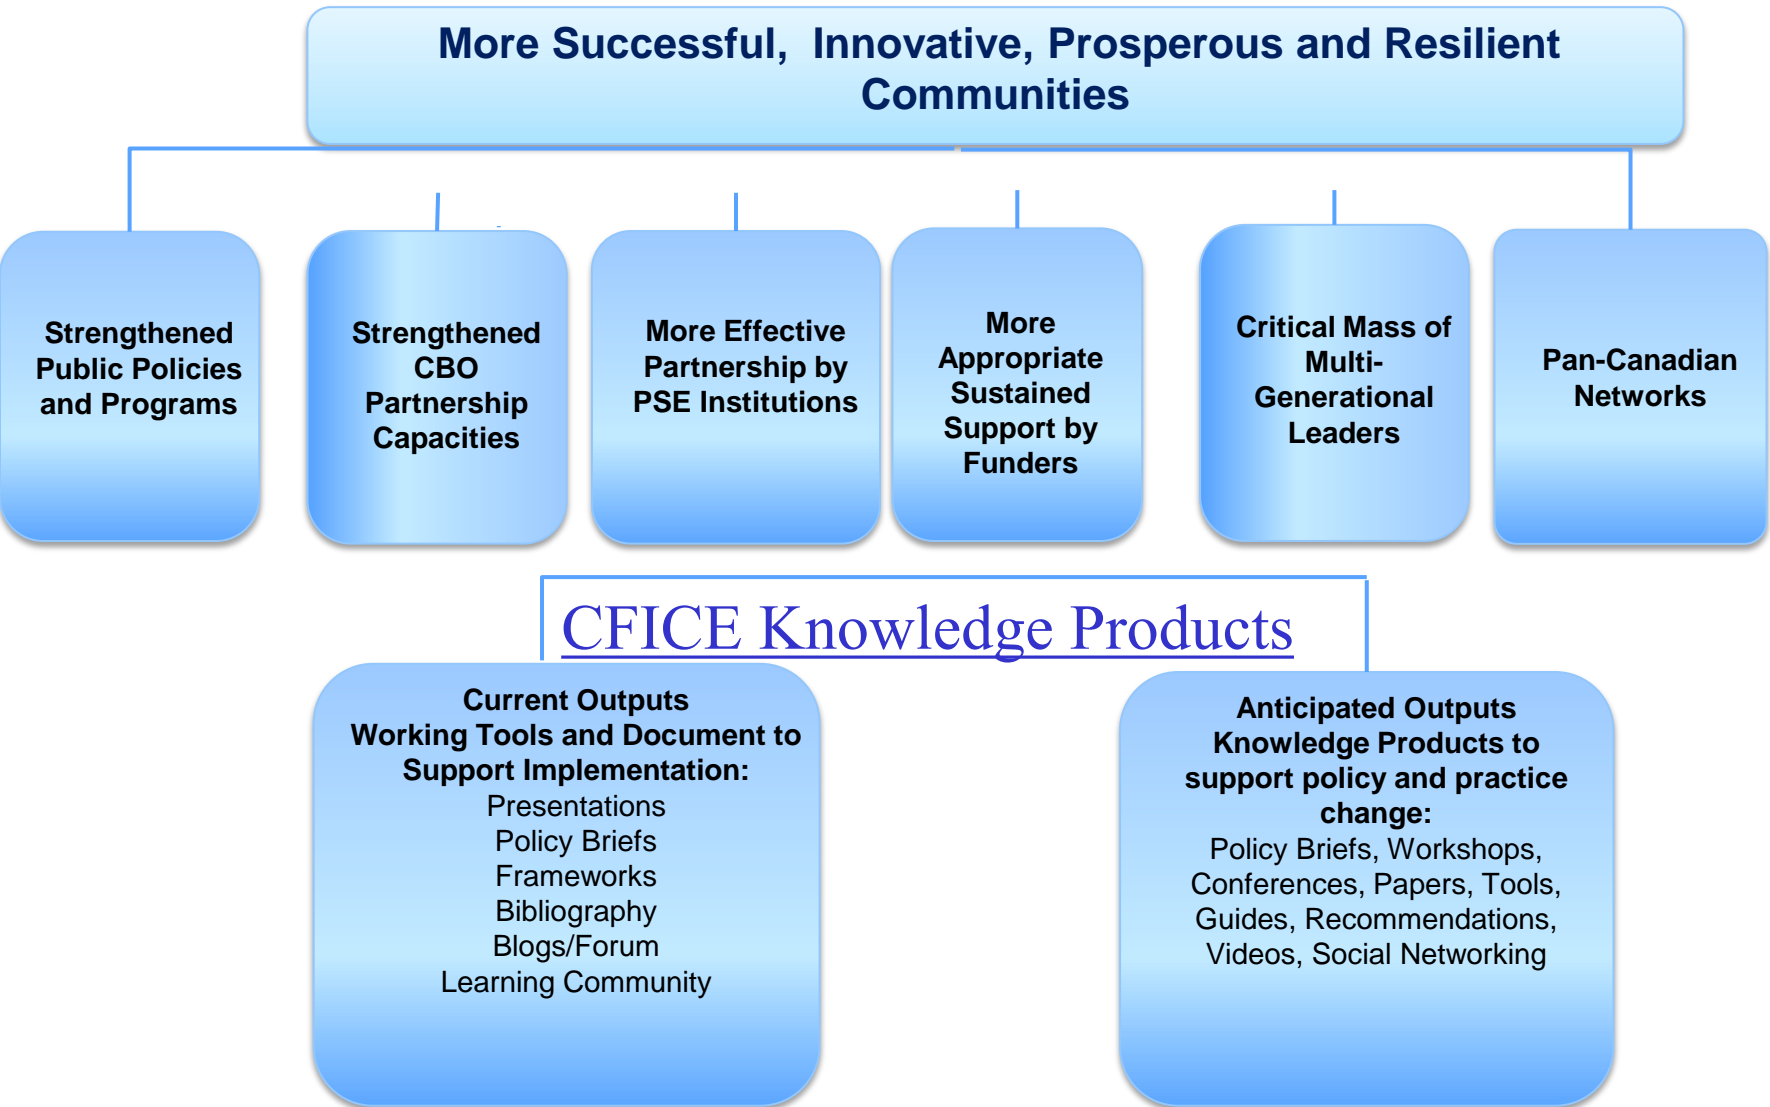 More Successful,  Innovative, Prosperous and Resilient
Communities
Strengthened
Public Policies
and Programs
Strengthened
CBO
Partnership
Capacities
More Effective
Partnership by
PSE Institutions
More
Appropriate
Sustained
Support by
Funders
Critical Mass of
Multi-
Generational
Leaders
Pan-Canadian
Networks
CFICE Knowledge Products
Current Outputs
Working Tools and Document to
Support Implementation:
Presentations
Policy Briefs
Frameworks
Bibliography
Blogs/Forum
Learning Community
Anticipated Outputs
Knowledge Products to
support policy and practice
change:
Policy Briefs, Workshops,
Conferences, Papers, Tools,
Guides, Recommendations,
Videos, Social Networking